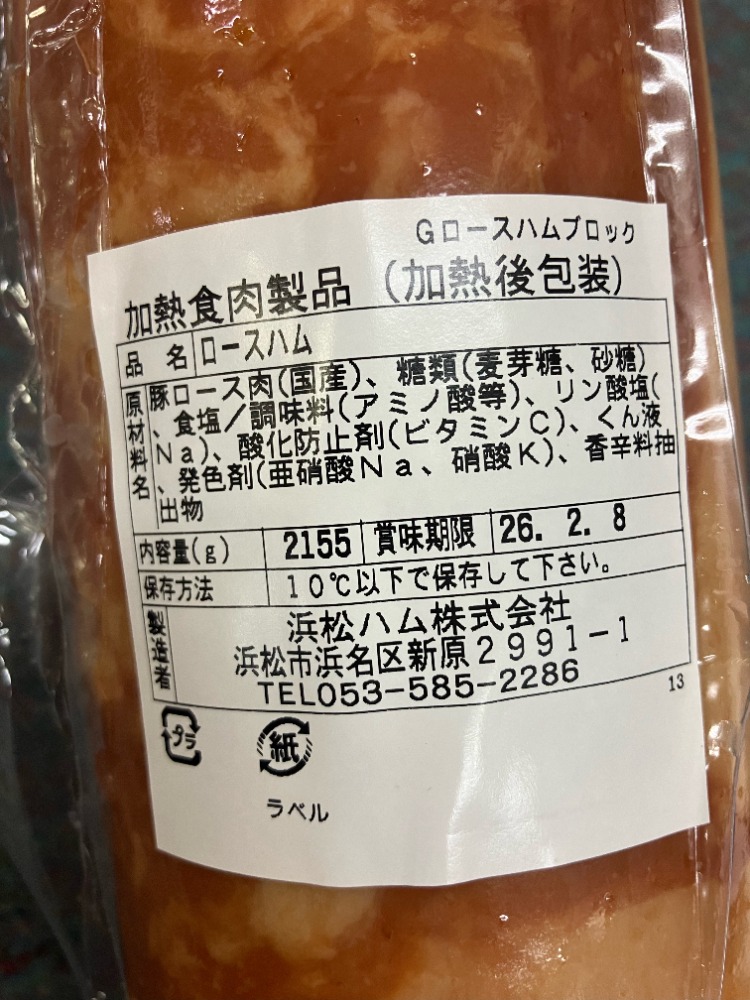 Gロースハムブロック
加熱食肉製品（加熱後包装）
品名 ロースハム
原材料名 豚ロース肉(国産)、糖類(麦芽糖、砂糖)
、食塩／調味料(アミノ酸等)、リン酸塩(
Na)、酸化防止剤(ビタミンC)、くん液
、発色剤(亜硝酸Na、硝酸K)、香辛料抽
出物
内容量(g) 2155 賞味期限 26. 2. 8
保存方法 10℃以下で保存して下さい。
製造者 浜松ハム株式会社
浜松市浜名区新原2991-1
TEL053-585-2286
13
プラ 紙
ラベル